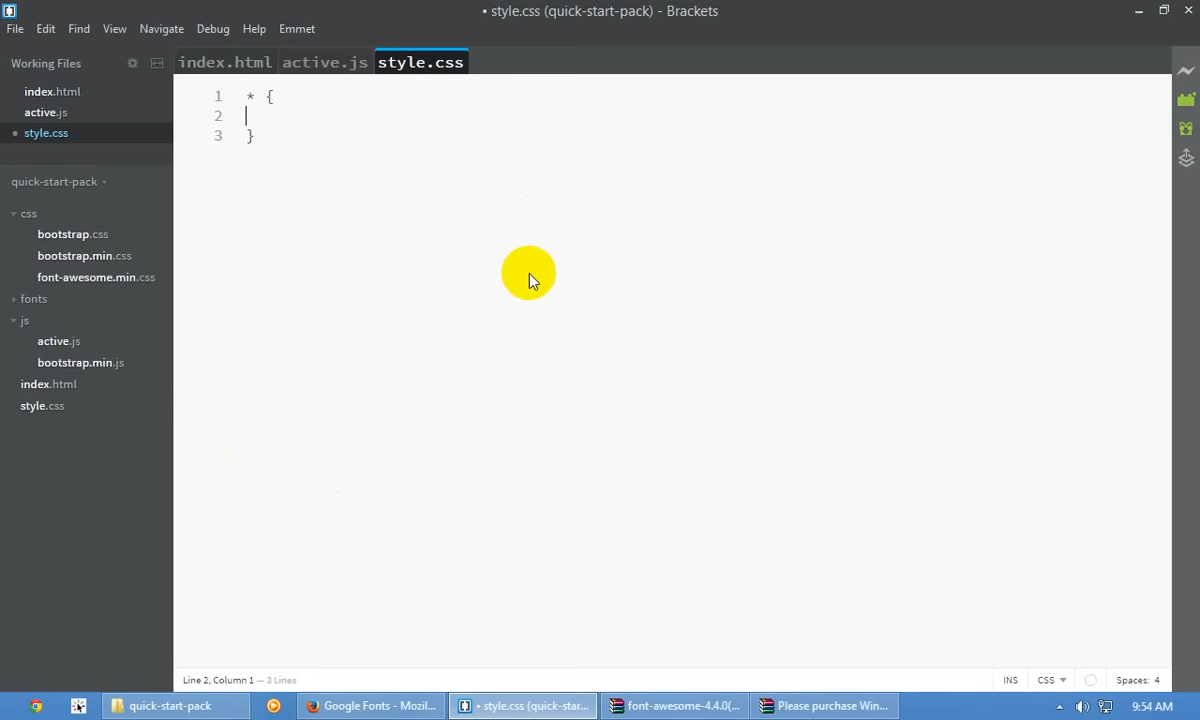 • style.css (quick-start-pack) - Brackets
File Edit Find View Navigate Debug Help Emmet
Working Files
index.html
active.js
style.css
quick-start-pack
css
bootstrap.css
bootstrap.min.css
font-awesome.min.css
fonts
js
active.js
bootstrap.min.js
index.html
style.css
index.html active.js style.css
1 * {
2
3 }
Line 2, Column 1 — 3 Lines
INS CSS Spaces: 4
quick-start-pack Google Fonts - Mozil... • style.css (quick-star... font-awesome-4.4.0(... Please purchase Win... 9:54 AM